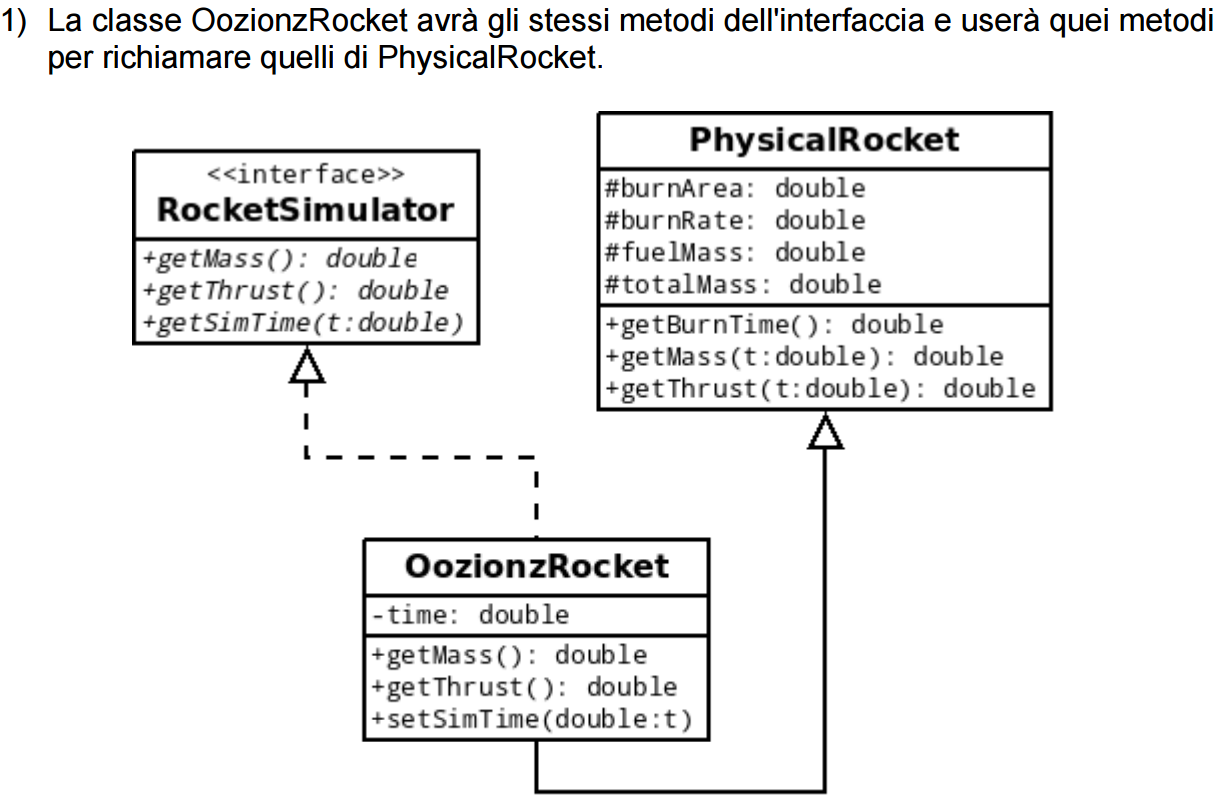 1) La classe OozionzRocket avrà gli stessi metodi dell'interfaccia e userà quei metodi
per richiamare quelli di PhysicalRocket.
<<interface>>
RocketSimulator
+getMass(): double
+getThrust(): double
+getSimTime(t:double)
PhysicalRocket
#burnArea: double
#burnRate: double
#fuelMass: double
#totalMass: double
+getBurnTime(): double
+getMass(t:double): double
+getThrust(t:double): double
OozionzRocket
-time: double
+getMass(): double
+getThrust(): double
+setSimTime(double:t)